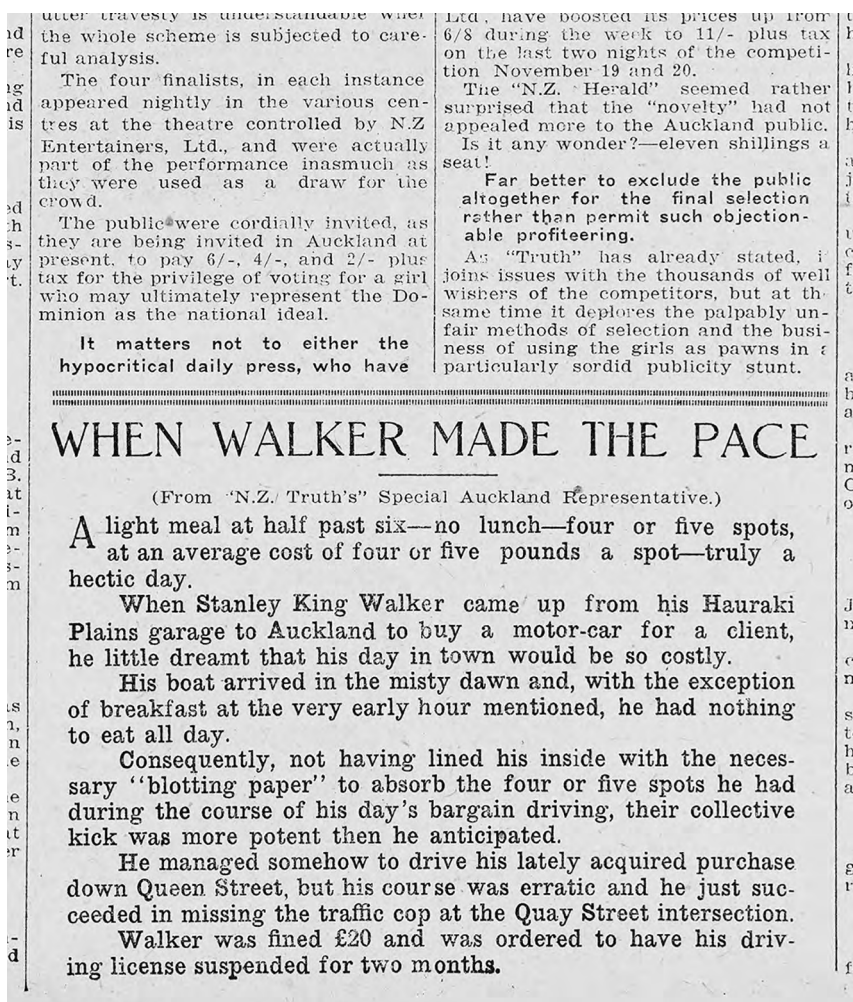 utter travesty is understandable when
the whole scheme is subjected to care-
ful analysis.
The four finalists, in each instance
appeared nightly in the various cen-
tres at the theatre controlled by N.Z
Entertainers, Ltd., and were actually
part of the performance inasmuch as
they were used as a draw for the
crowd.
The public were cordially invited, as
they are being invited in Auckland at
present, to pay 6/-, 4/-, and 2/- plus
tax for the privilege of voting for a girl
who may ultimately represent the Do-
minion as the national ideal.
It matters not to either the
hypocritical daily press, who have
Ltd, have boosted its prices up from
6/8 during the week to 11/- plus tax
on the last two nights of the competi-
tion November 19 and 20.
The "N.Z. Herald" seemed rather
surprised that the "novelty" had not
appealed more to the Auckland public.
Is it any wonder?—eleven shillings a
seat!
Far better to exclude the public
altogether for the final selection
rather than permit such objection-
able profiteering.
As "Truth" has already stated, i
joins issues with the thousands of well
wishers of the competitors, but at th
same time it deplores the palpably un-
fair methods of selection and the busi-
ness of using the girls as pawns in a
particularly sordid publicity stunt.
WHEN WALKER MADE THE PACE
(From "N.Z. Truth's" Special Auckland Representative.)
A light meal at half past six—no lunch—four or five spots,
at an average cost of four or five pounds a spot—truly a
hectic day.
When Stanley King Walker came up from his Hauraki
Plains garage to Auckland to buy a motor-car for a client,
he little dreamt that his day in town would be so costly.
His boat arrived in the misty dawn and, with the exception
of breakfast at the very early hour mentioned, he had nothing
to eat all day.
Consequently, not having lined his inside with the neces-
sary "blotting paper" to absorb the four or five spots he had
during the course of his day's bargain driving, their collective
kick was more potent then he anticipated.
He managed somehow to drive his lately acquired purchase
down Queen Street, but his course was erratic and he just suc-
ceeded in missing the traffic cop at the Quay Street intersection.
Walker was fined £20 and was ordered to have his driv-
ing license suspended for two months.